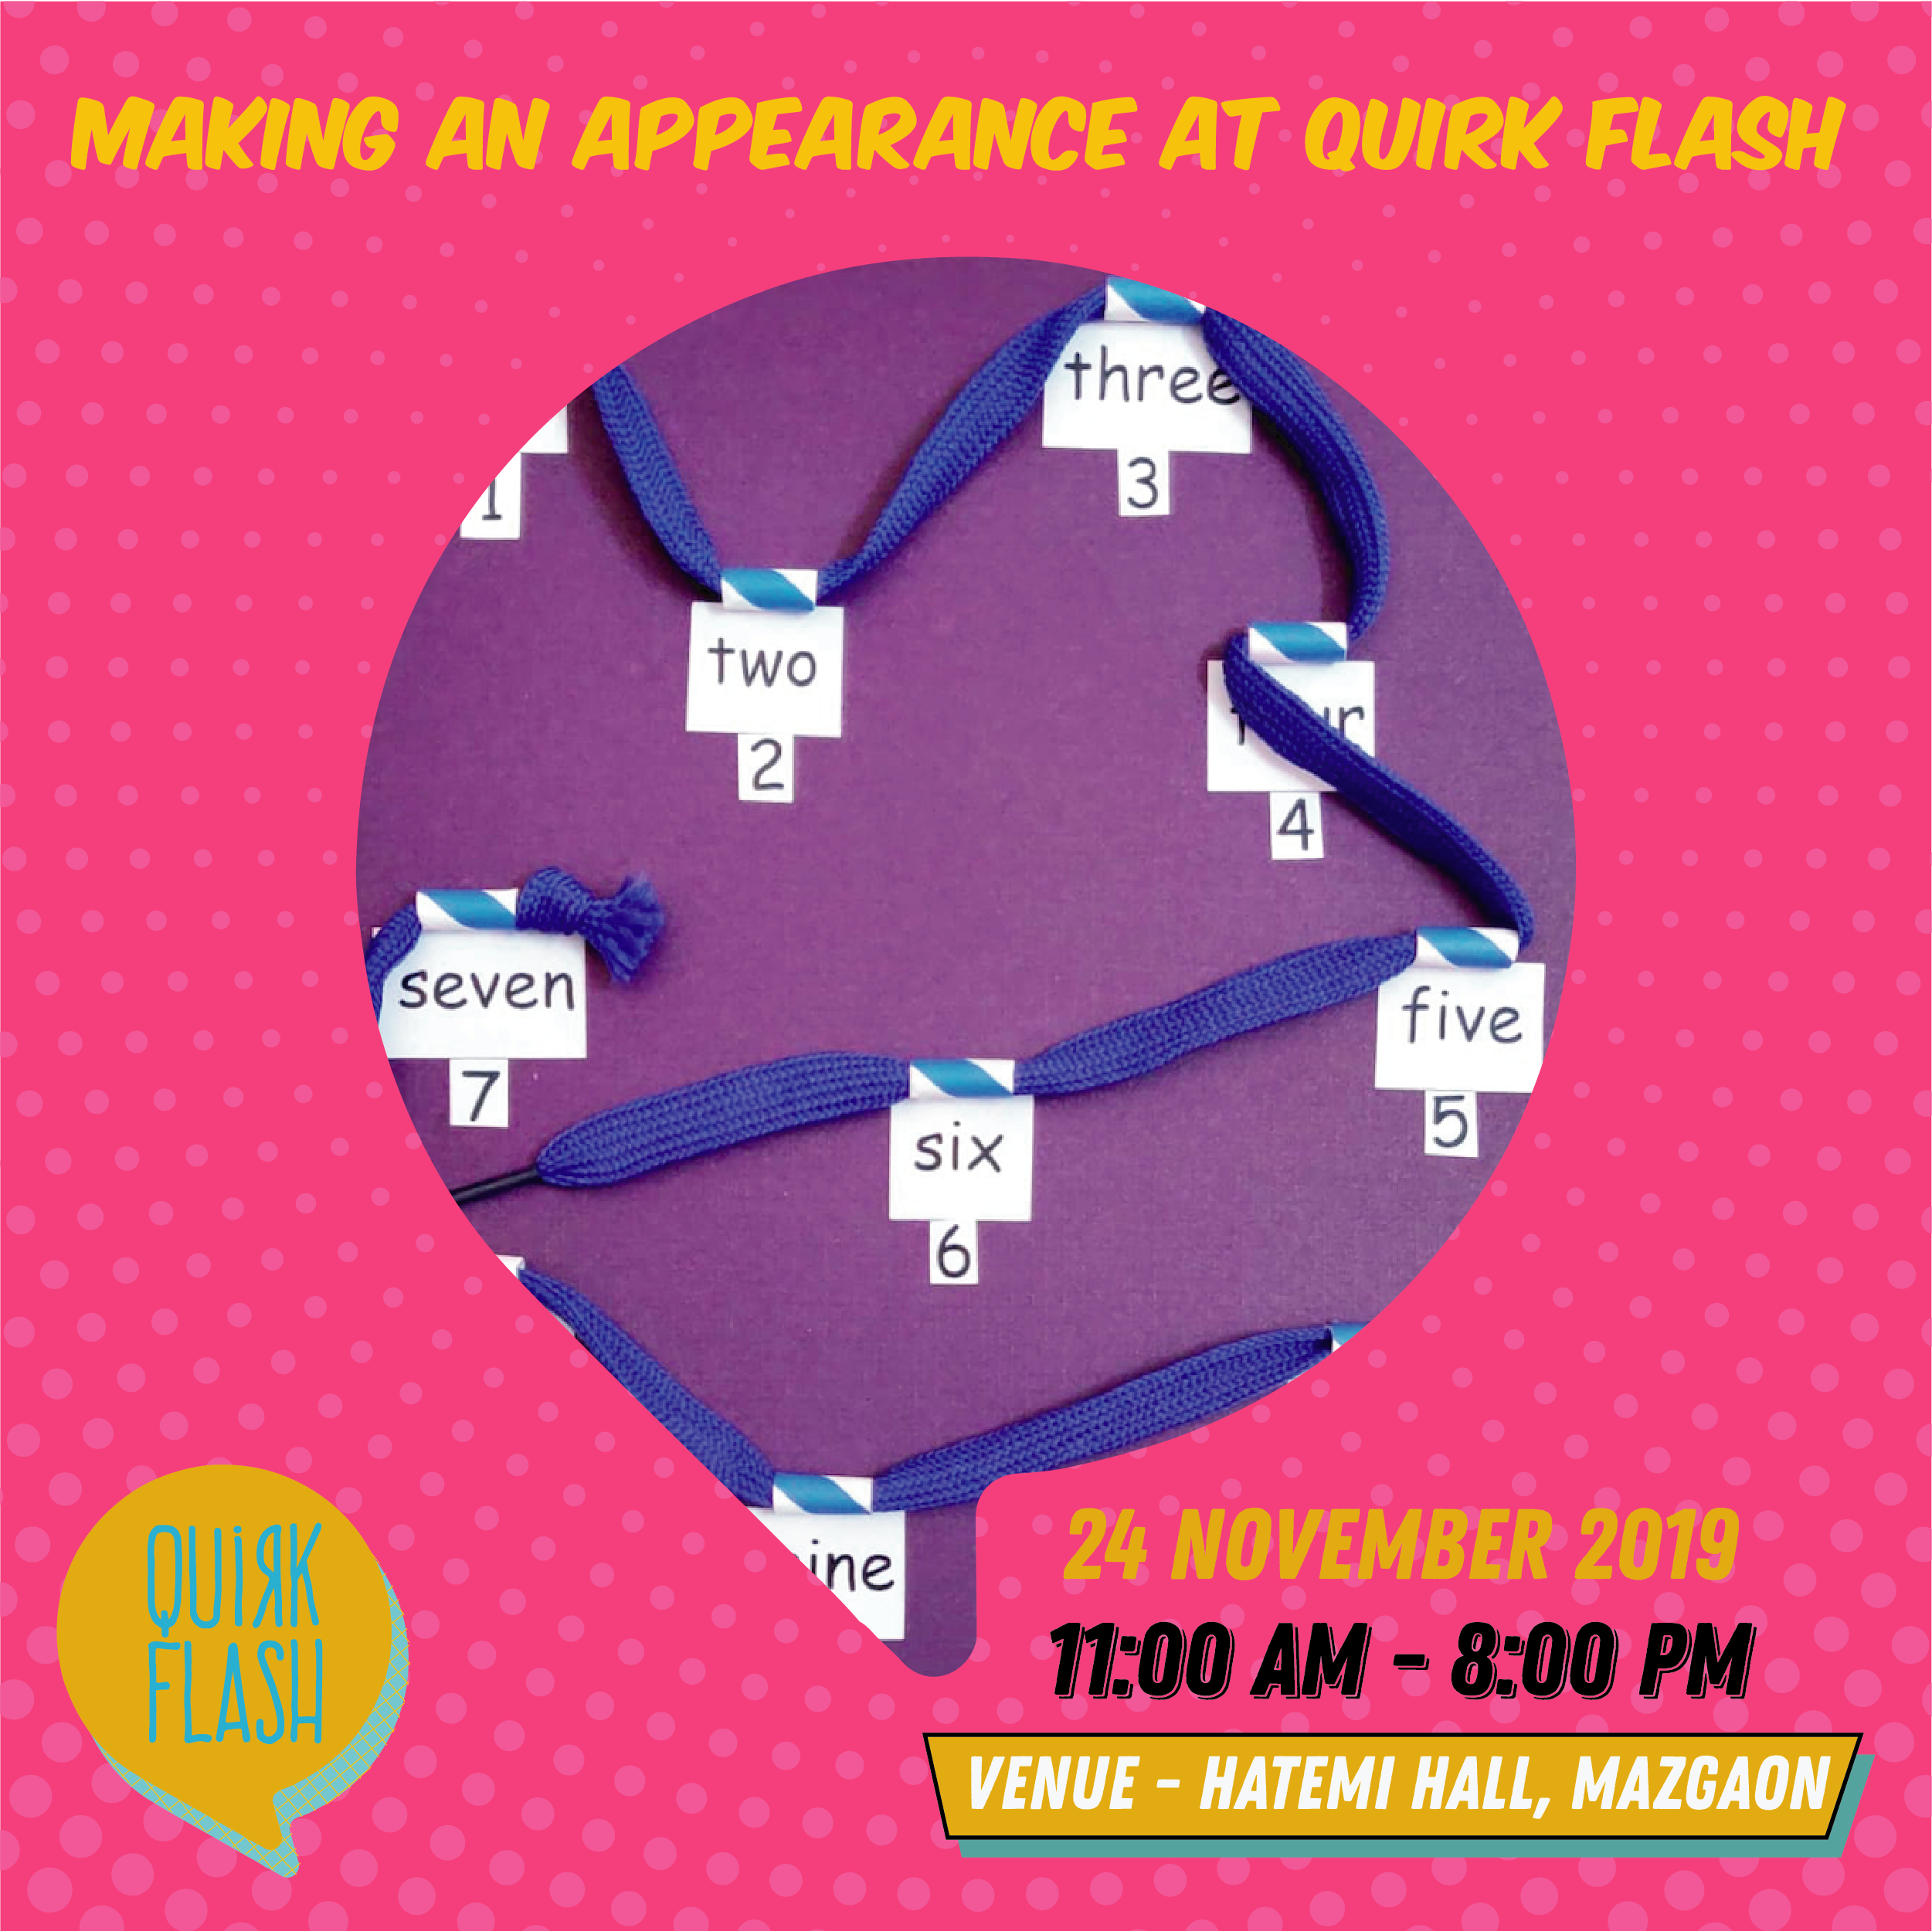 MAKING AN APPEARANCE AT QUIRK FLASH
three
3
1
two
2
4
seven
7
five
5
six
6
24 NOVEMBER 2019
11:00 AM - 8:00 PM
VENUE - HATEMI HALL, MAZGAON
QUIRK
FLASH